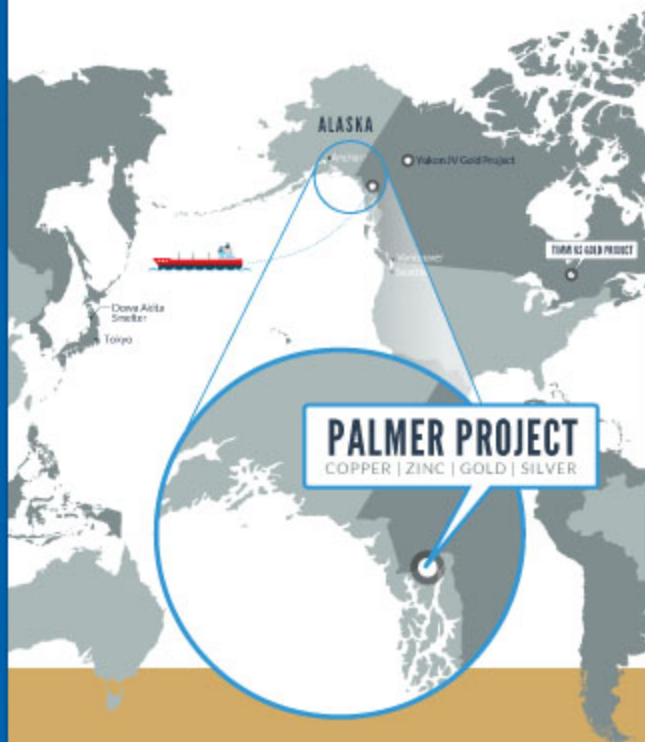 ALASKA
Yukon JV Gold Project
Vancouver
TIMMINS GOLD PROJECT
Dowa Akita
Smelter
Tokyo
PALMER PROJECT
COPPER | ZINC | GOLD | SILVER